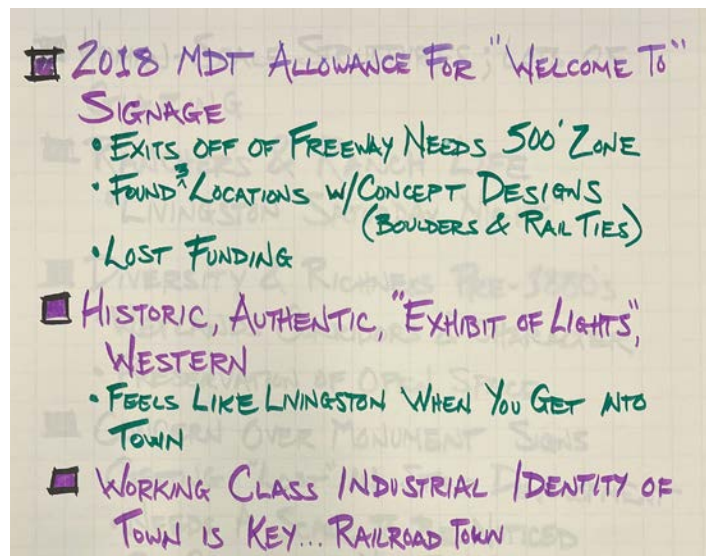 2018 MDT ALLOWANCE FOR "WELCOME TO"
SIGNAGE
• EXITS OFF OF FREEWAY NEEDS 500' ZONE
• FOUND ^3 LOCATIONS W/CONCEPT DESIGNS
(BOULDERS & RAIL TIES)
• LOST FUNDING
HISTORIC, AUTHENTIC, "EXHIBIT OF LIGHTS",
WESTERN
• FEELS LIKE LIVINGSTON WHEN YOU GET INTO
TOWN
WORKING CLASS INDUSTRIAL IDENTITY OF
TOWN IS KEY... RAILROAD TOWN